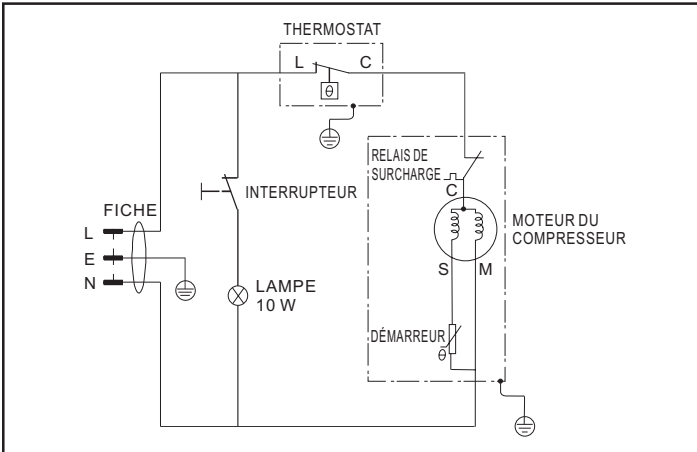 THERMOSTAT
L C
θ
RELAIS DE
SURCHARGE
C
INTERRUPTEUR
FICHE
L
E
N
MOTEUR DU
COMPRESSEUR
S M
LAMPE
10 W
DÉMARREUR
θ